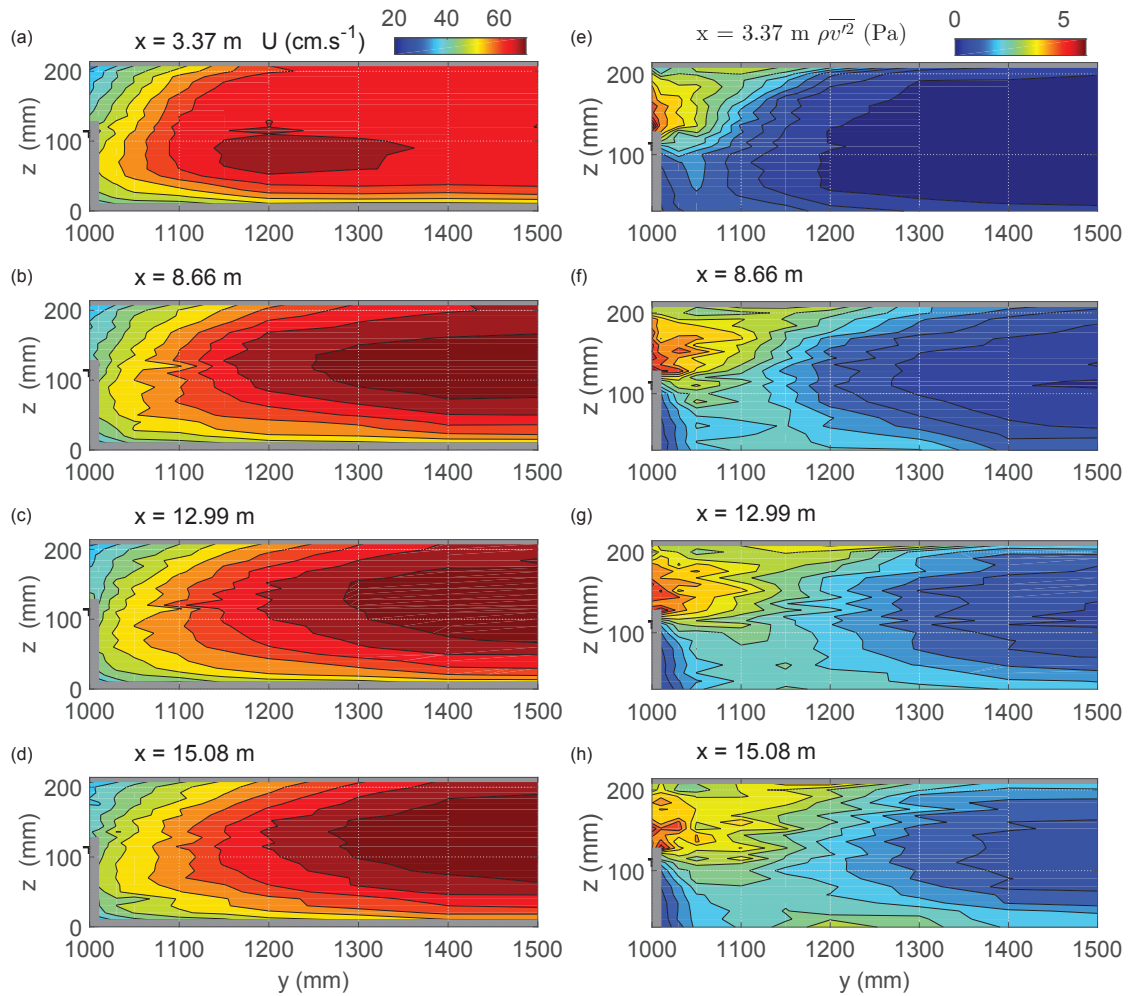 (a) x = 3.37 m U (cm.s⁻¹) 20 40 60
200
100
0
z (mm)
1000 1100 1200 1300 1400 1500
(e) x = 3.37 m ρv′² (Pa) 0 5
200
100
z (mm)
1000 1100 1200 1300 1400 1500
(b) x = 8.66 m
200
100
0
z (mm)
1000 1100 1200 1300 1400 1500
(f) x = 8.66 m
200
100
z (mm)
1000 1100 1200 1300 1400 1500
(c) x = 12.99 m
200
100
0
z (mm)
1000 1100 1200 1300 1400 1500
(g) x = 12.99 m
200
100
z (mm)
1000 1100 1200 1300 1400 1500
(d) x = 15.08 m
200
100
0
z (mm)
1000 1100 1200 1300 1400 1500
y (mm)
(h) x = 15.08 m
200
100
z (mm)
1000 1100 1200 1300 1400 1500
y (mm)